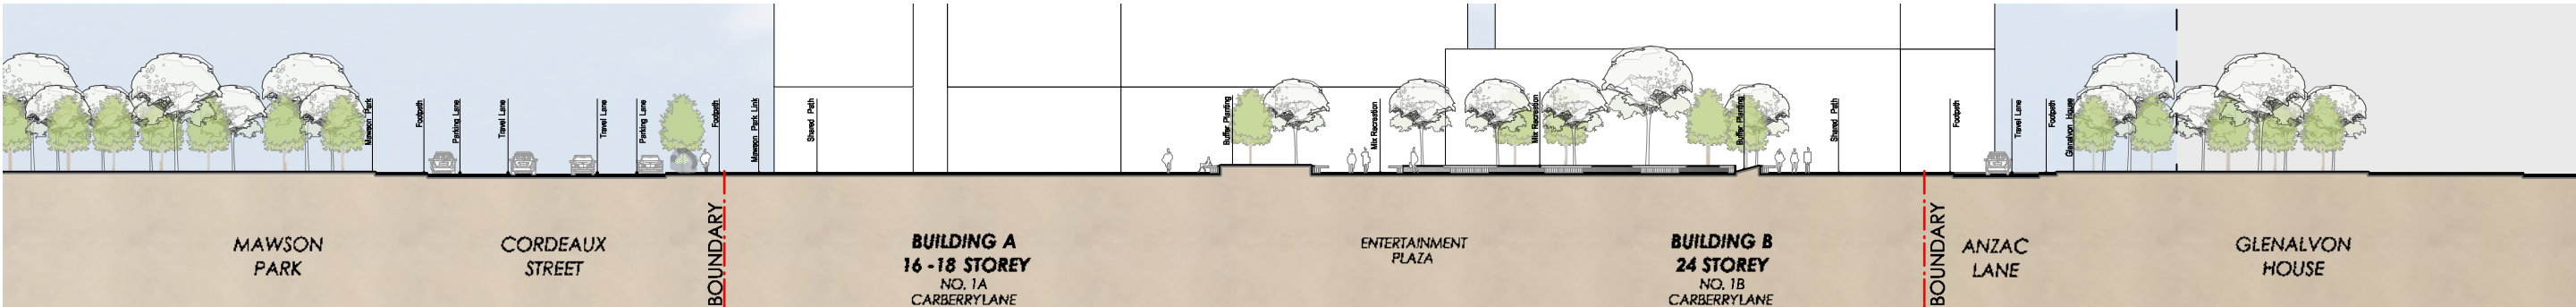 Mawson Park
Footpath
Parking Lane
Travel Lane
Travel Lane
Parking Lane
Footpath
Mawson Park Link
Shared Path
Buffer Planting
Mix Recreation
Mix Recreation
Buffer Planting
Shared Path
Footpath
Travel Lane
Footpath
Glenalvon House
MAWSON
PARK
CORDEAUX
STREET
BOUNDARY
BUILDING A
16 -18 STOREY
NO. 1A
CARBERRYLANE
ENTERTAINMENT
PLAZA
BUILDING B
24 STOREY
NO. 1B
CARBERRYLANE
BOUNDARY
ANZAC
LANE
GLENALVON
HOUSE